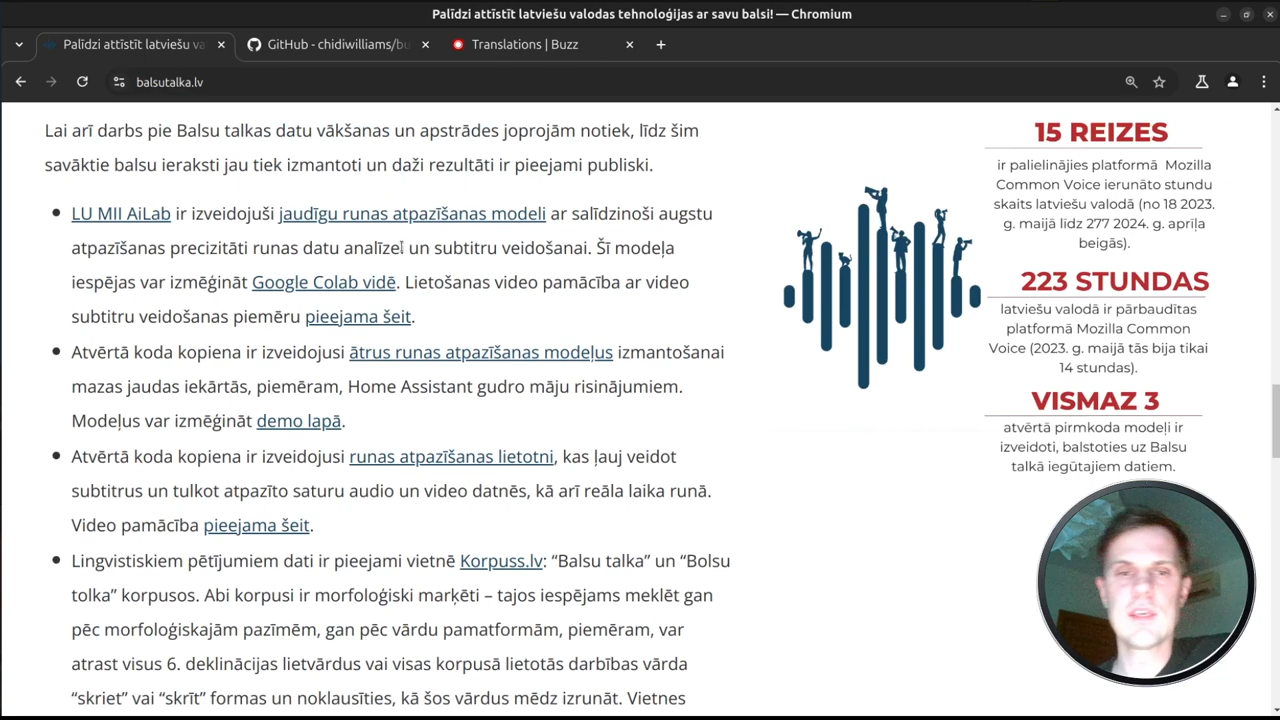 Palīdzi attīstīt latviešu valodas tehnoloģijas ar savu balsi! — Chromium
Palīdzi attīstīt latviešu va
GitHub - chidiwilliams/bu
Translations | Buzz
balsutalka.lv
Lai arī darbs pie Balsu talkas datu vākšanas un apstrādes joprojām notiek, līdz šim
savāktie balsu ieraksti jau tiek izmantoti un daži rezultāti ir pieejami publiski.
LU MII AiLab ir izveidojuši jaudīgu runas atpazīšanas modeli ar salīdzinoši augstu
atpazīšanas precizitāti runas datu analīzei un subtitru veidošanai. Šī modeļa
iespējas var izmēģināt Google Colab vidē. Lietošanas video pamācība ar video
subtitru veidošanas piemēru pieejama šeit.
Atvērtā koda kopiena ir izveidojusi ātrus runas atpazīšanas modeļus izmantošanai
mazas jaudas iekārtās, piemēram, Home Assistant gudro māju risinājumiem.
Modeļus var izmēģināt demo lapā.
Atvērtā koda kopiena ir izveidojusi runas atpazīšanas lietotni, kas ļauj veidot
subtitrus un tulkot atpazīto saturu audio un video datnēs, kā arī reāla laika runā.
Video pamācība pieejama šeit.
Lingvistiskiem pētījumiem dati ir pieejami vietnē Korpuss.lv: “Balsu talka” un “Bolsu
tolka” korpusos. Abi korpusi ir morfoloģiski marķēti – tajos iespējams meklēt gan
pēc morfoloģiskajām pazīmēm, gan pēc vārdu pamatformām, piemēram, var
atrast visus 6. deklinācijas lietvārdus vai visas korpusā lietotās darbības vārda
“skriet” vai “skrīt” formas un noklausīties, kā šos vārdus mēdz izrunāt. Vietnes
15 REIZES
ir palielinājies platformā Mozilla
Common Voice ierunāto stundu
skaits latviešu valodā (no 18 2023.
g. maijā līdz 277 2024. g. aprīļa
beigās).
223 STUNDAS
latviešu valodā ir pārbaudītas
platformā Mozilla Common
Voice (2023. g. maijā tās bija tikai
14 stundas).
VISMAZ 3
atvērtā pirmkoda modeļi ir
izveidoti, balstoties uz Balsu
talkā iegūtajiem datiem.